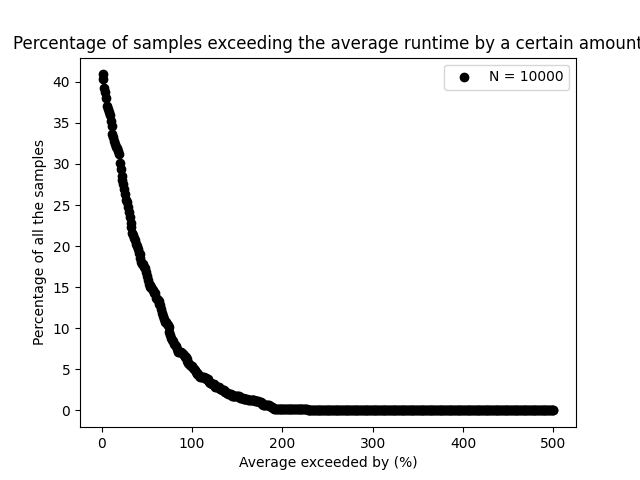 Percentage of samples exceeding the average runtime by a certain amount
N = 10000
40
35
30
25
20
15
10
5
0
Percentage of all the samples
0 100 200 300 400 500
Average exceeded by (%)